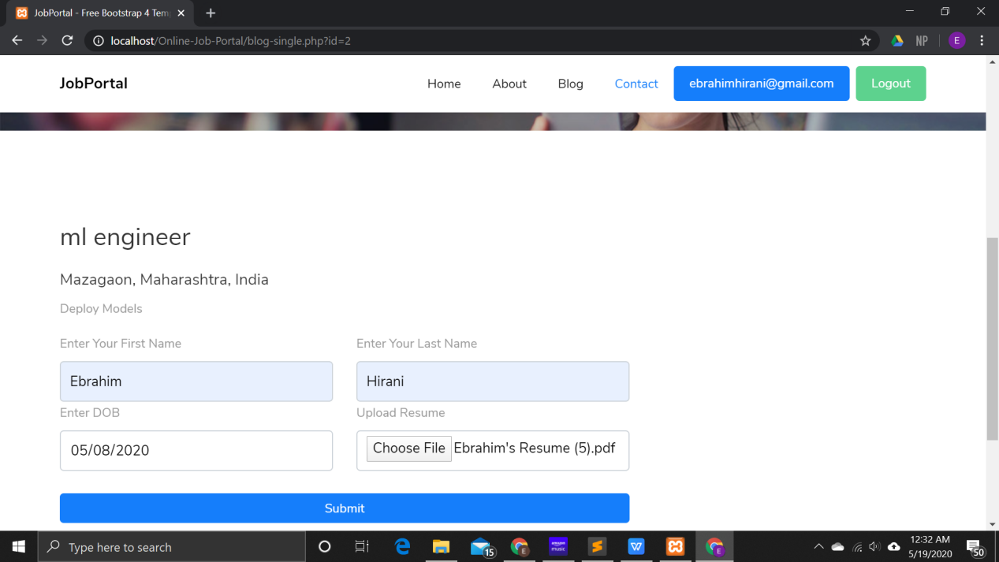 JobPortal - Free Bootstrap 4 Tem
localhost/Online-Job-Portal/blog-single.php?id=2
NP
E
JobPortal
Home
About
Blog
Contact
ebrahimhirani@gmail.com
Logout
ml engineer
Mazagaon, Maharashtra, India
Deploy Models
Enter Your First Name
Enter Your Last Name
Ebrahim
Hirani
Enter DOB
Upload Resume
05/08/2020
Choose File Ebrahim's Resume (5).pdf
Submit
Type here to search
15
E
amazon music
W
E
12:32 AM
5/19/2020
50